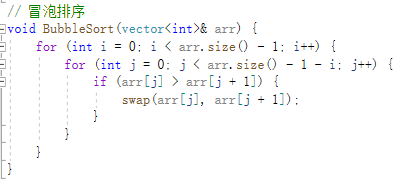 // 冒泡排序
void BubbleSort(vector<int>& arr) {
    for (int i = 0; i < arr.size() - 1; i++) {
        for (int j = 0; j < arr.size() - 1 - i; j++) {
            if (arr[j] > arr[j + 1]) {
                swap(arr[j], arr[j + 1]);
            }
        }
    }
}